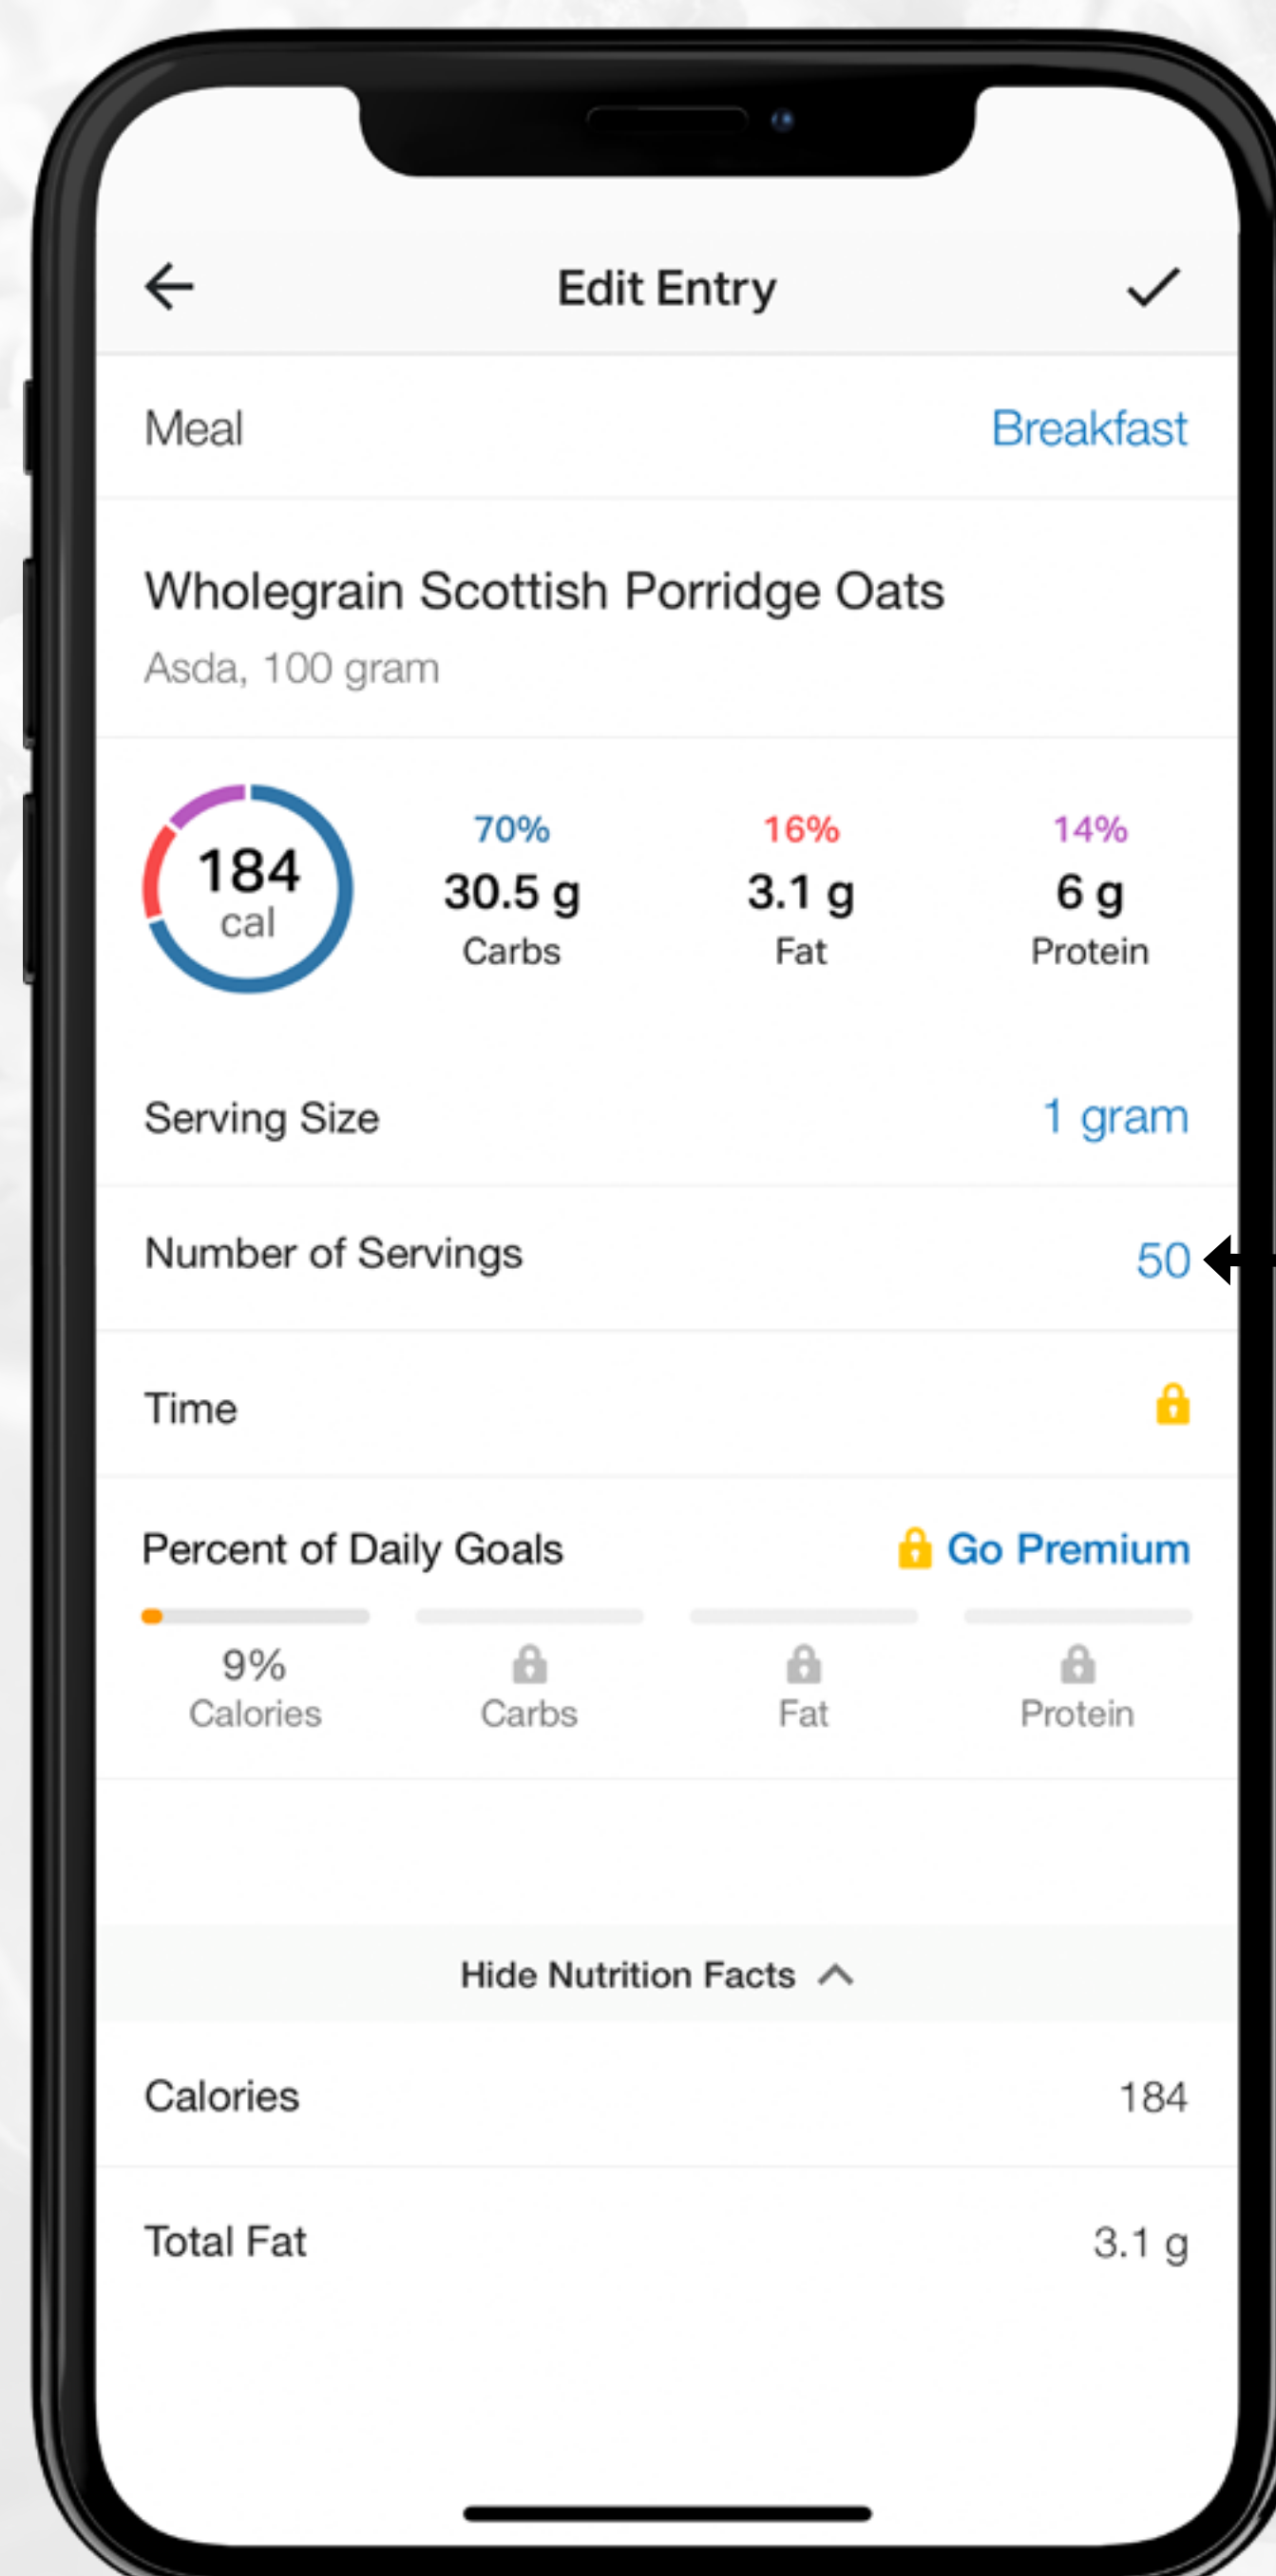 Edit Entry
Meal Breakfast
Wholegrain Scottish Porridge Oats
Asda, 100 gram
184
cal
70% 16% 14%
30.5 g 3.1 g 6 g
Carbs Fat Protein
Serving Size 1 gram
Number of Servings 50
Time
Percent of Daily Goals Go Premium
9%
Calories Carbs Fat Protein
Hide Nutrition Facts
Calories 184
Total Fat 3.1 g